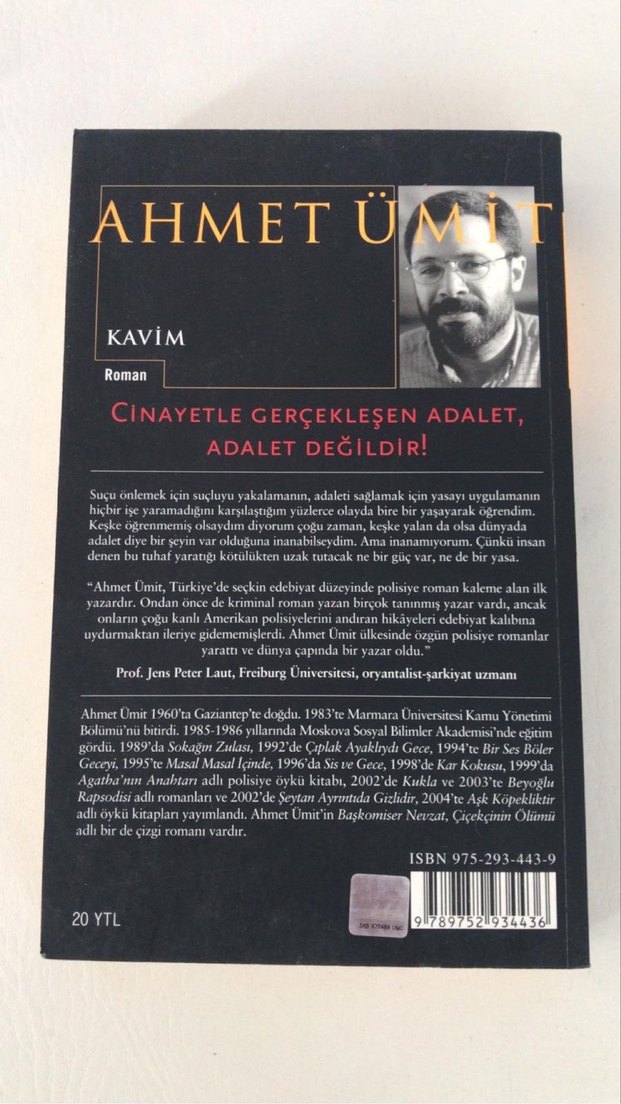 AHMET ÜMİT
KAVİM
Roman
CİNAYETLE GERÇEKLEŞEN ADALET,
ADALET DEĞİLDİR!
Suçu önlemek için suçluyu yakalamanın, adaleti sağlamak için yasayı uygulamanın
hiçbir işe yaramadığını karşılaştığım yüzlerce olayda bire bir yaşayarak öğrendim.
Keşke öğrenmemiş olsaydım diyorum çoğu zaman, keşke yalan da olsa dünyada
adalet diye bir şeyin var olduğuna inanabilseydim. Ama inanamıyorum. Çünkü insan
denen bu tuhaf yaratığı kötülükten uzak tutacak ne bir güç var, ne de bir yasa.
“Ahmet Ümit, Türkiye’de seçkin edebiyat düzeyinde polisiye roman kaleme alan ilk
yazardır. Ondan önce de kriminal roman yazan birçok tanınmış yazar vardı, ancak
onların çoğu kanlı Amerikan polisiyelerini andıran hikâyeleri edebiyat kalıbına
uydurmaktan ileriye gidememişlerdi. Ahmet Ümit ülkesinde özgün polisiye romanlar
yarattı ve dünya çapında bir yazar oldu.”
Prof. Jens Peter Laut, Freiburg Üniversitesi, oryantalist-şarkiyat uzmanı
Ahmet Ümit 1960’ta Gaziantep’te doğdu. 1983’te Marmara Üniversitesi Kamu Yönetimi
Bölümü’nü bitirdi. 1985-1986 yıllarında Moskova Sosyal Bilimler Akademisi’nde eğitim
gördü. 1989’da Sokağın Zulası, 1992’de Çıplak Ayaklıydı Gece, 1994’te Bir Ses Böler
Geceyi, 1995’te Masal Masal İçinde, 1996’da Sis ve Gece, 1998’de Kar Kokusu, 1999’da
Agatha’nın Anahtarı adlı polisiye öykü kitabı, 2002’de Kukla ve 2003’te Beyoğlu
Rapsodisi adlı romanları ve 2002’de Şeytan Ayrıntıda Gizlidir, 2004’te Aşk Köpekliktir
adlı öykü kitapları yayımlandı. Ahmet Ümit’in Başkomiser Nevzat, Çiçekçinin Ölümü
adlı bir de çizgi romanı vardır.
ISBN 975-293-443-9
9 789752 934436
20 YTL